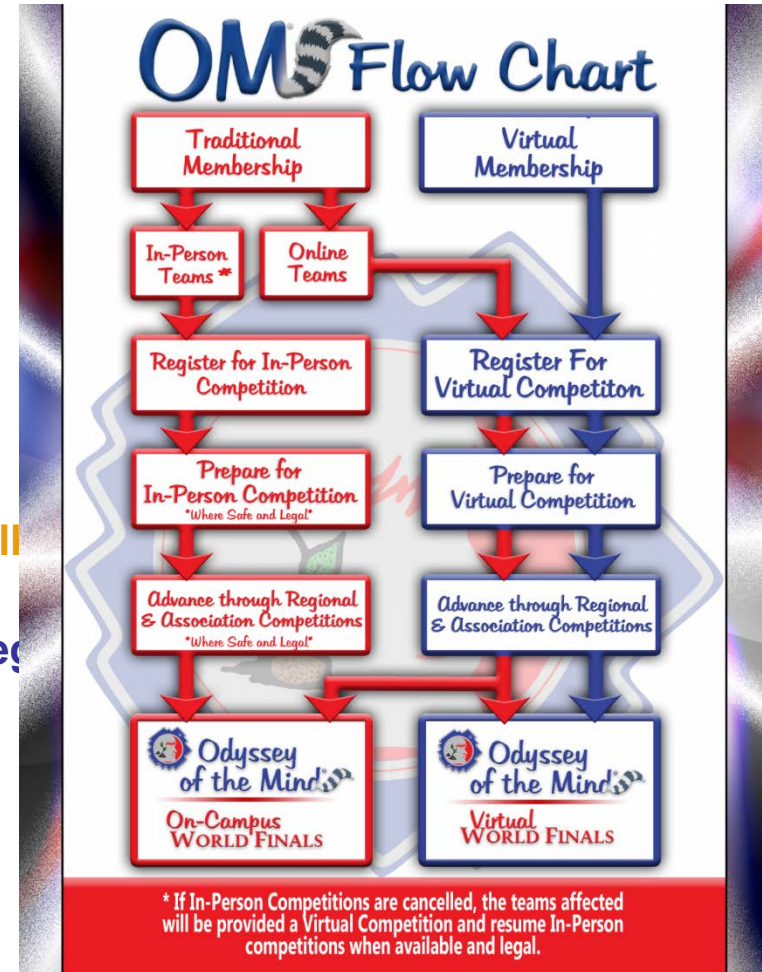 OM Flow Chart
Traditional
Membership
Virtual
Membership
In-Person
Teams *
Online
Teams
Register for In-Person
Competition
Register For
Virtual Competiton
Prepare for
In-Person Competition
"Where Safe and Legal"
Prepare for
Virtual Competition
Advance through Regional
& Association Competitions
"Where Safe and Legal"
Advance through Regional
& Association Competitions
Odyssey
of the Mind
On-Campus
WORLD FINALS
Odyssey
of the Mind
Virtual
WORLD FINALS
* If In-Person Competitions are cancelled, the teams affected
will be provided a Virtual Competition and resume In-Person
competitions when available and legal.